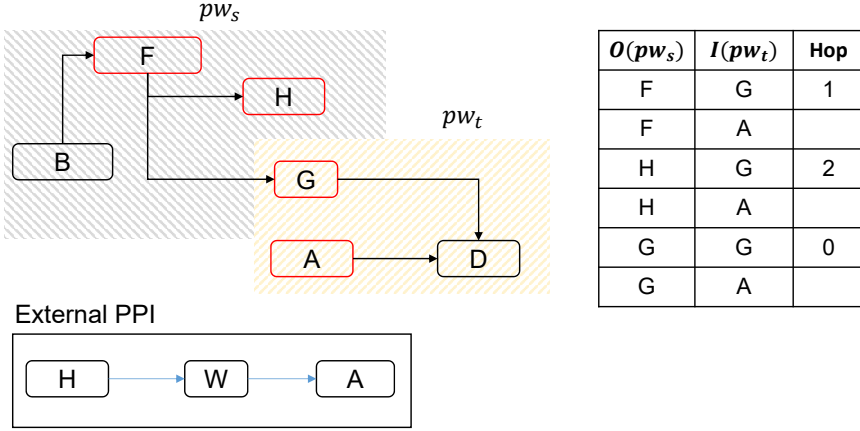 pw_s
F
H
B
pw_t
G
A
D
External PPI
H
W
A
O(pw_s) I(pw_t) Hop
F G 1
F A
H G 2
H A
G G 0
G A